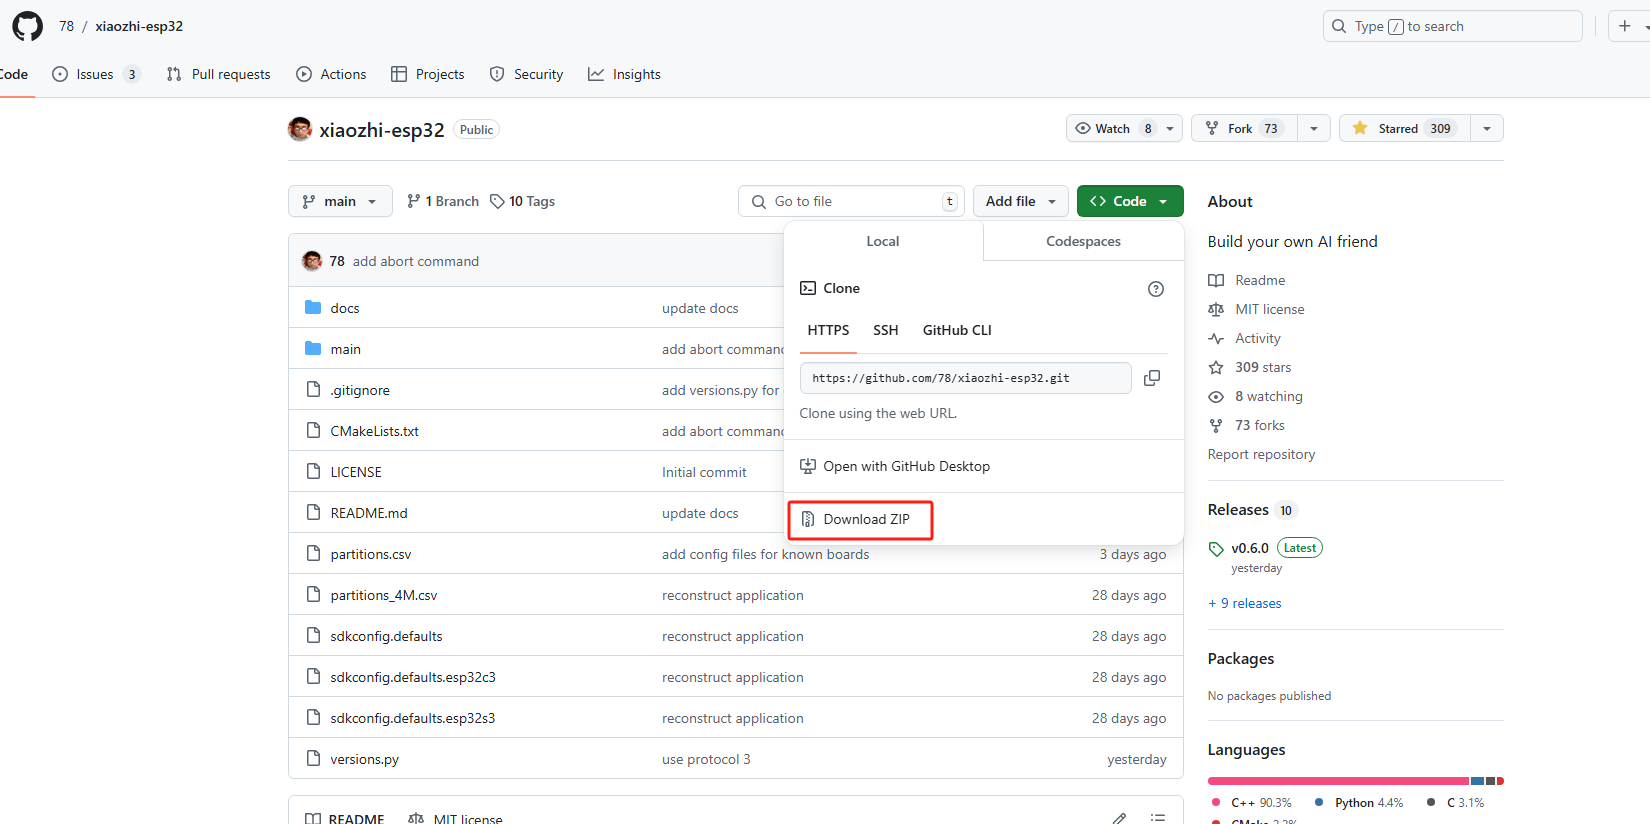 78 / xiaozhi-esp32
Type / to search
Code
Issues 3
Pull requests
Actions
Projects
Security
Insights
xiaozhi-esp32 Public
Watch 8
Fork 73
Starred 309
main
1 Branch
10 Tags
Go to file t
Add file
Code
78 add abort command
docs update docs
main add abort command
.gitignore add versions.py for
CMakeLists.txt add abort command
LICENSE Initial commit
README.md update docs
partitions.csv add config files for known boards 3 days ago
partitions_4M.csv reconstruct application 28 days ago
sdkconfig.defaults reconstruct application 28 days ago
sdkconfig.defaults.esp32c3 reconstruct application 28 days ago
sdkconfig.defaults.esp32s3 reconstruct application 28 days ago
versions.py use protocol 3 yesterday
README
MIT license
Local
Codespaces
Clone
HTTPS SSH GitHub CLI
https://github.com/78/xiaozhi-esp32.git
Clone using the web URL.
Open with GitHub Desktop
Download ZIP
About
Build your own AI friend
Readme
MIT license
Activity
309 stars
8 watching
73 forks
Report repository
Releases 10
v0.6.0 Latest
yesterday
+ 9 releases
Packages
No packages published
Languages
C++ 90.3% Python 4.4% C 3.1%
CMake 2.2%